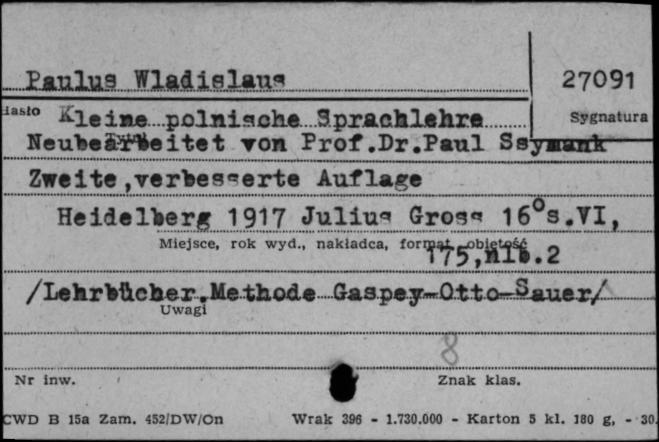 Paulus Wladislaus
27091
Hasło
Kleine polnische Sprachlehre
Sygnatura
Tytuł
Neubearbeitet von Prof.Dr.Paul Ssymank
Zweite,verbesserte Auflage
Heidelberg 1917 Julius Gross 16°s.VI,
Miejsce, rok wyd., nakładca, format, objętość
175,nlb.2
/Lehrbücher.Methode Gaspey-Otto-Sauer/
Uwagi
8
Nr inw.
Znak klas.
CWD B 15a Zam. 452/DW/On
Wrak 396 - 1.730.000 - Karton 5 kl. 180 g, - 30.